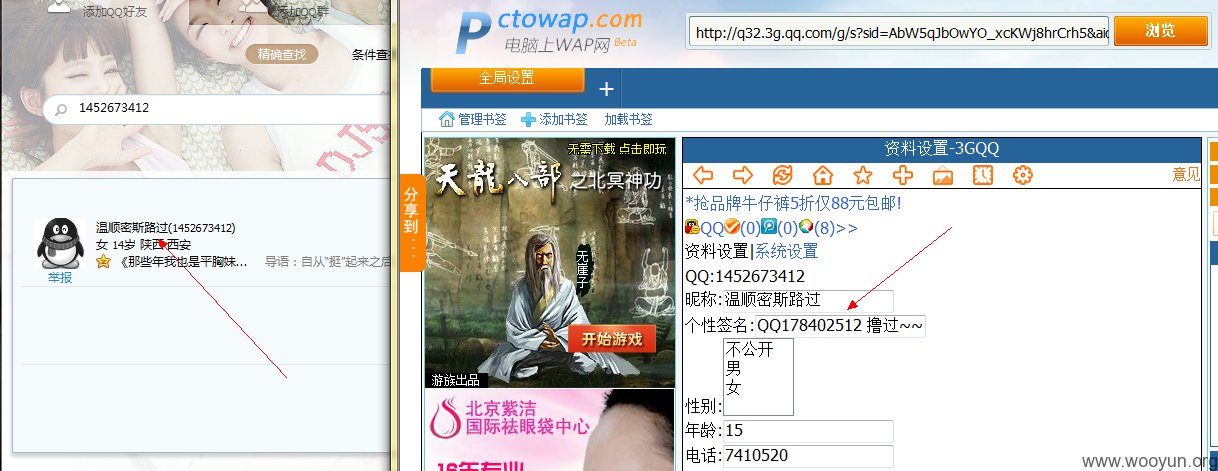 添加QQ好友
添加QQ群
精确查找
条件查
1452673412
温顺密斯路过(1452673412)
女 14岁 陕西-西安
《那些年我也是平胸妹...
导语：自从“挺”起来之后
举报
Pctowap.com
电脑上WAP网 Beta
http://q32.3g.qq.com/g/s?sid=AbW5qJbOwYO_xcKWj8hrCrh5&aid
浏览
全局设置
+
管理书签
添加书签
加载书签
分享到...
无需下载 点击即玩
天龍八部 之北冥神功
无崖子
开始游戏
游族出品
北京紫洁
国际祛眼袋中心
16年专业
资料设置-3GQQ
意见
*抢品牌牛仔裤5折仅88元包邮!
QQ(0)(0)(8)>>
资料设置|系统设置
QQ:1452673412
昵称:温顺密斯路过
个性签名:QQ178402512 撸过~~
不公开
男
女
性别:
年龄:15
电话:7410520
www.wooyun.org